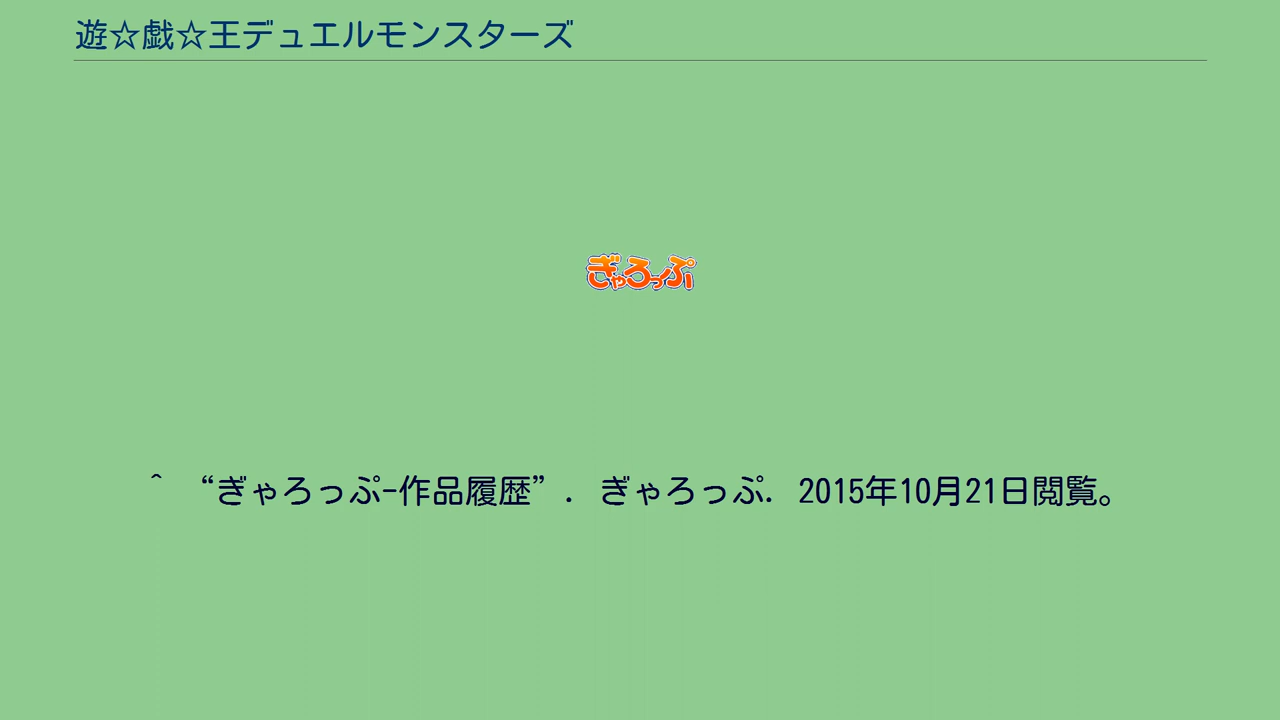 遊☆戯☆王デュエルモンスターズ
ぎゃろっぷ
^ “ぎゃろっぷ-作品履歴”. ぎゃろっぷ. 2015年10月21日閲覧。